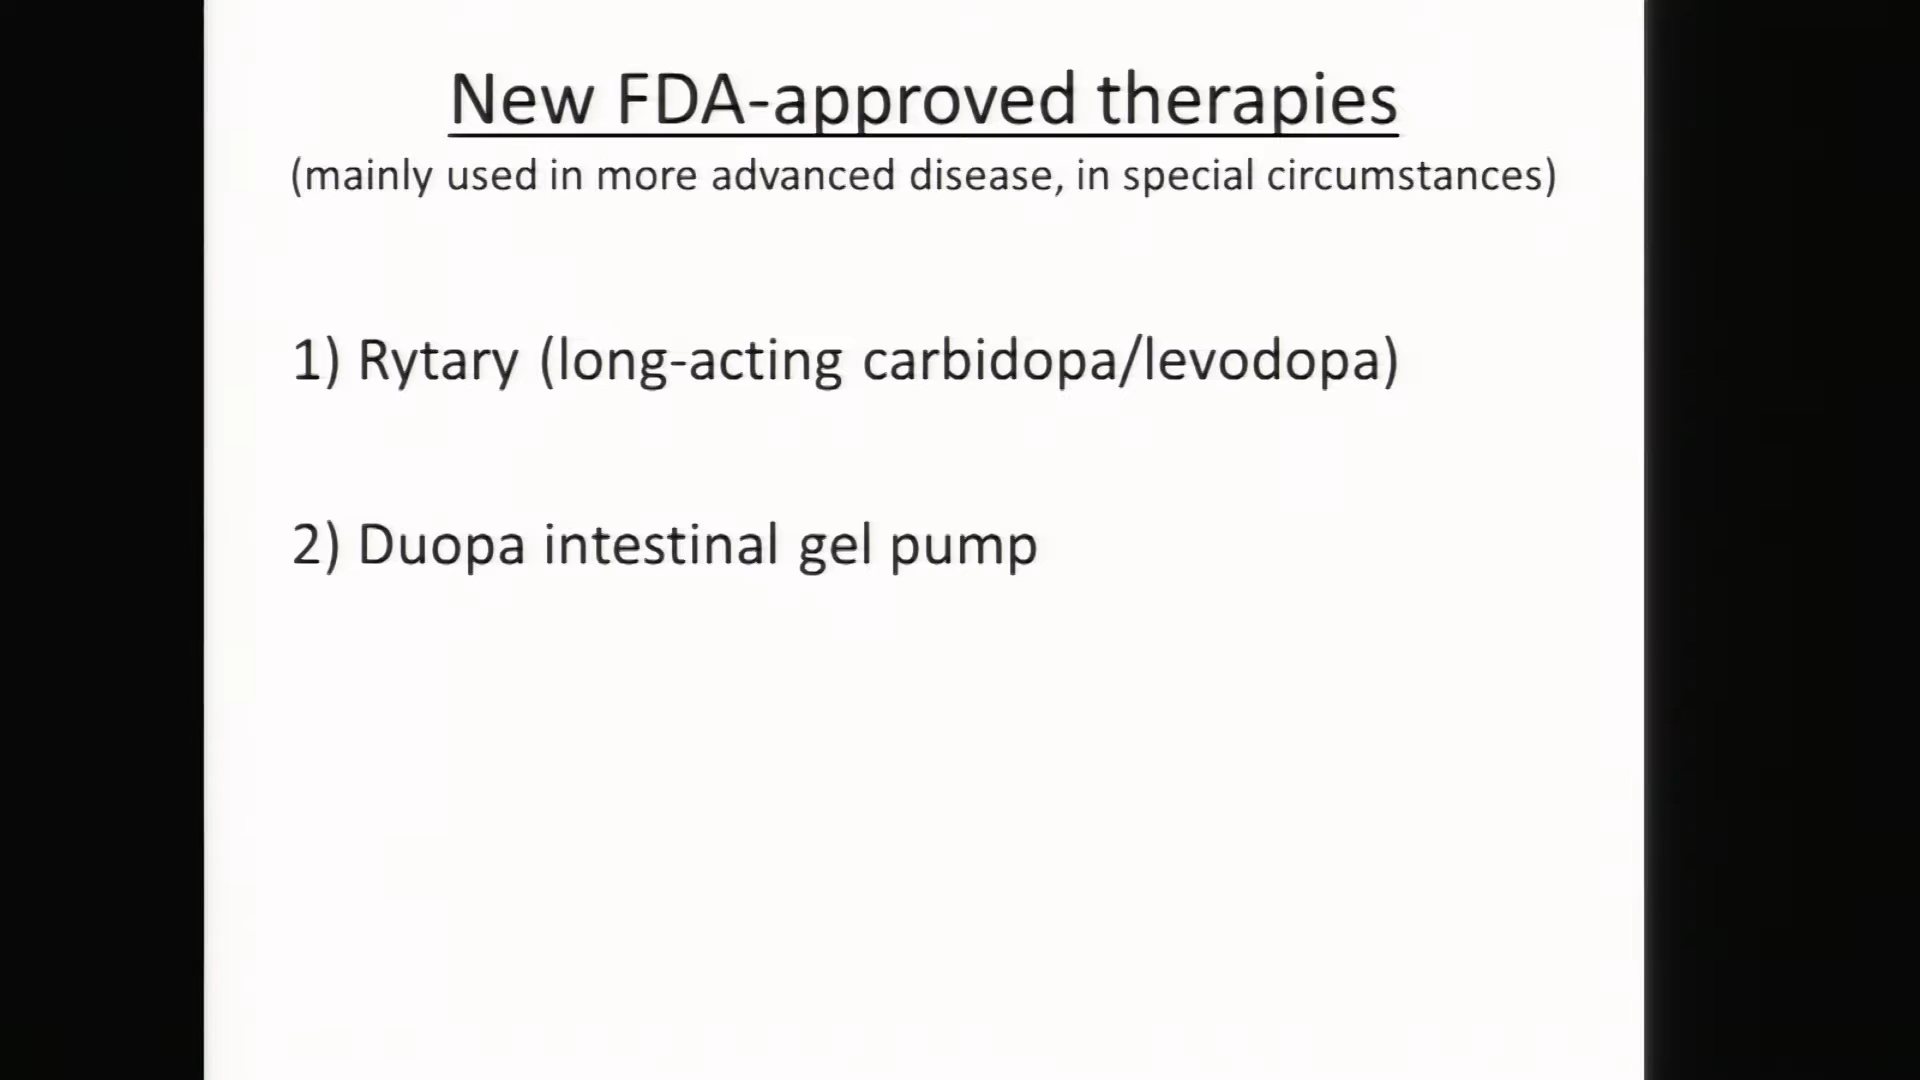 New FDA-approved therapies
(mainly used in more advanced disease, in special circumstances)
1) Rytary (long-acting carbidopa/levodopa)
2) Duopa intestinal gel pump